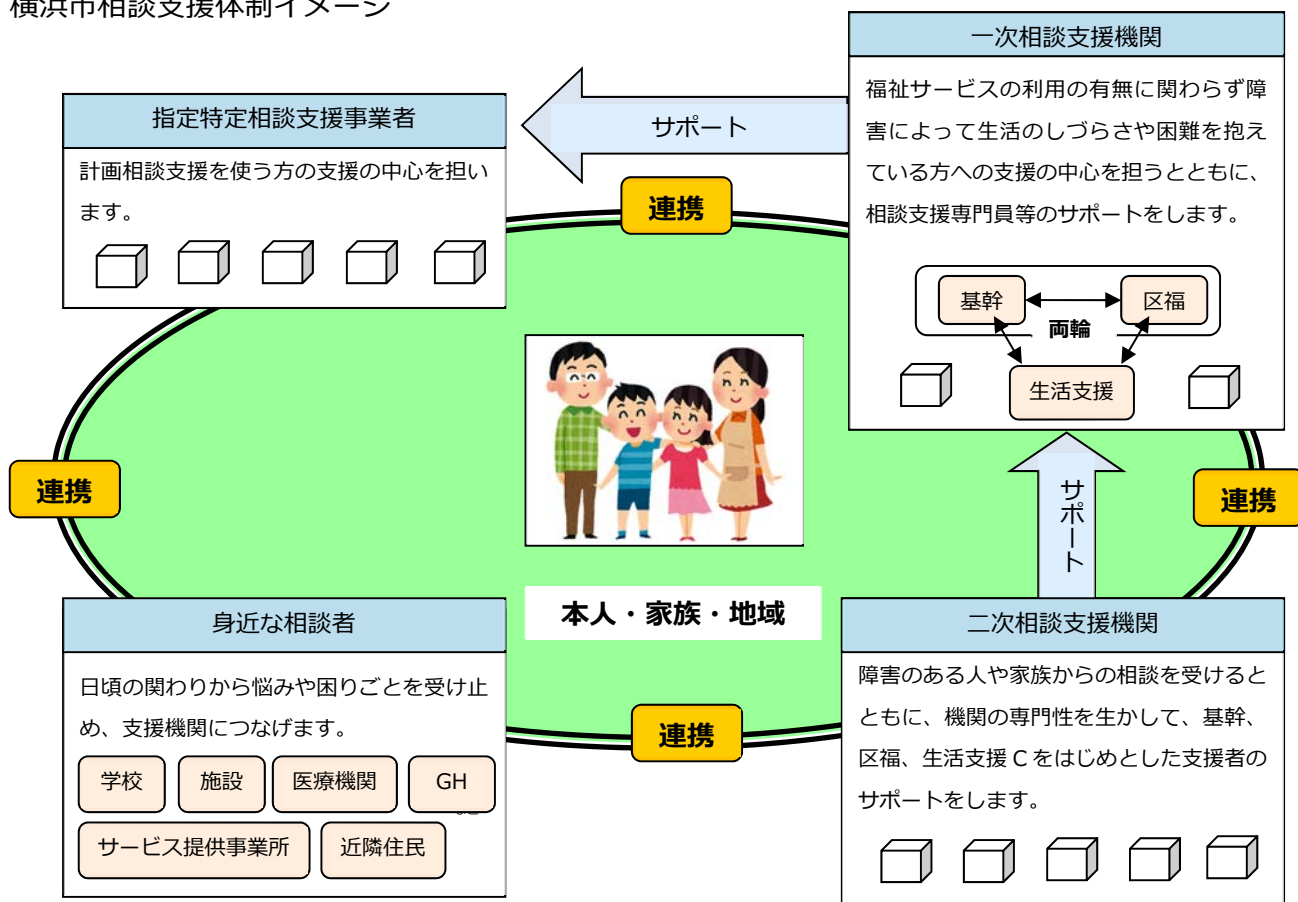 横浜市相談支援体制イメージ
一次相談支援機関
福祉サービスの利用の有無に関わらず障
害によって生活のしづらさや困難を抱え
ている方への支援の中心を担うとともに、
相談支援専門員等のサポートをします。
基幹
区福
両輪
生活支援
サポート
指定特定相談支援事業者
計画相談支援を使う方の支援の中心を担い
ます。
連携
連携
連携
サポート
本人・家族・地域
身近な相談者
日頃の関わりから悩みや困りごとを受け止
め、支援機関につなげます。
学校
施設
医療機関
GH
サービス提供事業所
近隣住民
連携
二次相談支援機関
障害のある人や家族からの相談を受けると
ともに、機関の専門性を生かして、基幹、
区福、生活支援 C をはじめとした支援者の
サポートをします。